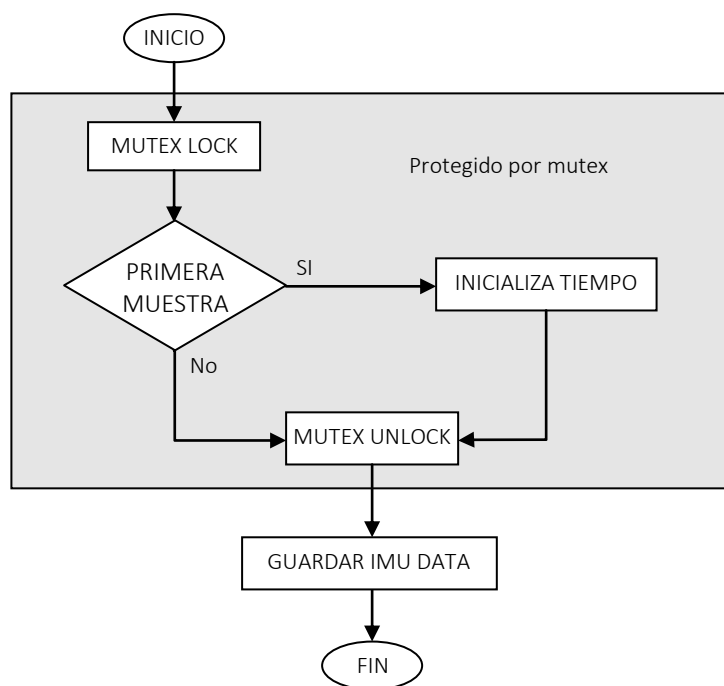 INICIO
MUTEX LOCK
Protegido por mutex
PRIMERA
MUESTRA
SI
INICIALIZA TIEMPO
No
MUTEX UNLOCK
GUARDAR IMU DATA
FIN